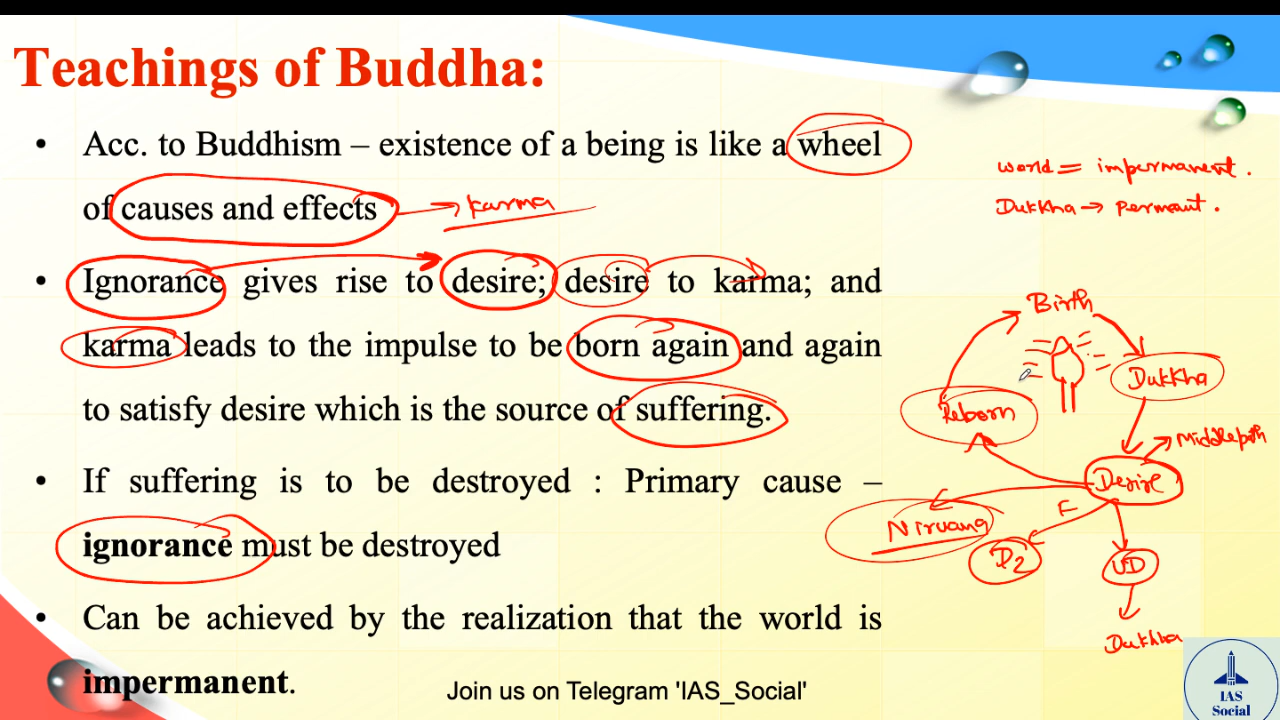 Teachings of Buddha:
• Acc. to Buddhism – existence of a being is like a wheel
of causes and effects → karma
• Ignorance gives rise to desire; desire to karma; and
karma leads to the impulse to be born again and again
to satisfy desire which is the source of suffering.
• If suffering is to be destroyed : Primary cause –
ignorance must be destroyed
• Can be achieved by the realization that the world is
impermanent.
world = impermanent.
Dukkha → permant.
Birth
Dukkha
Reborn
Middlepath
Desire
Nirvana
F
D2
UD
Dukkha
Join us on Telegram 'IAS_Social'
IAS
Social